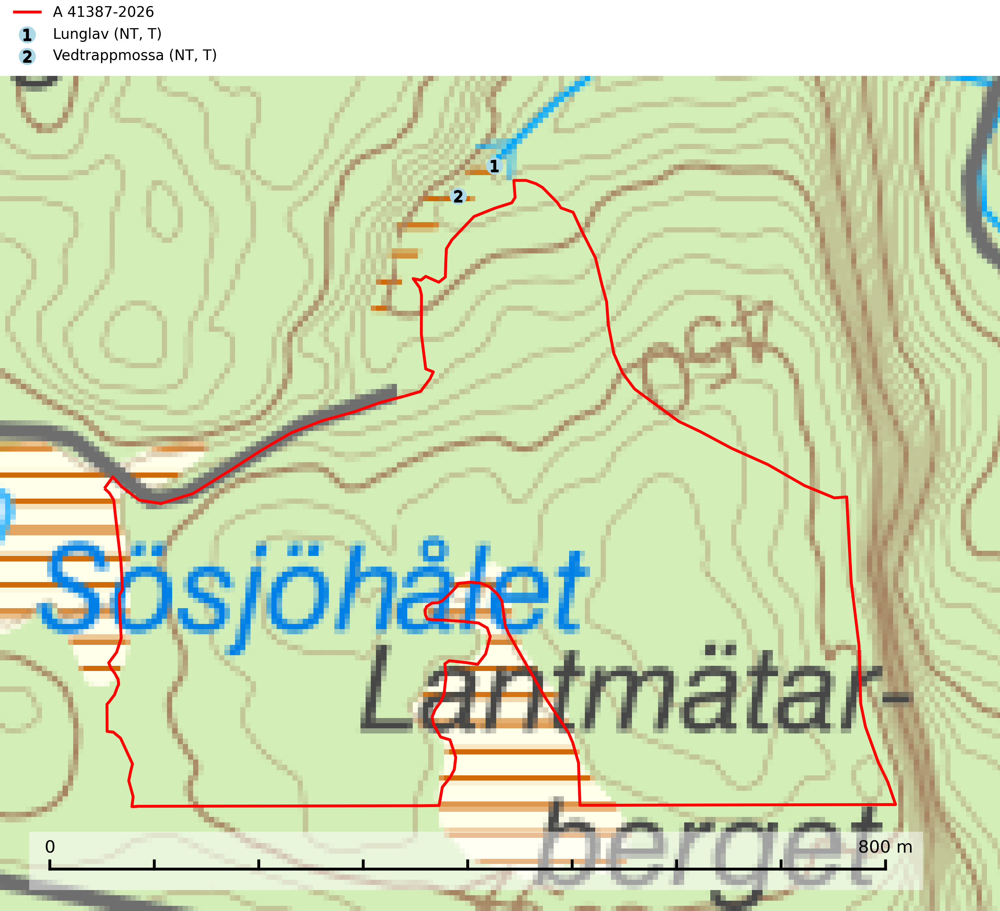 A 41387-2026
1 Lunglav (NT, T)
2 Vedtrappmossa (NT, T)
1
2
Sösjöhålet
Lantmätar-
berget
0 800 m